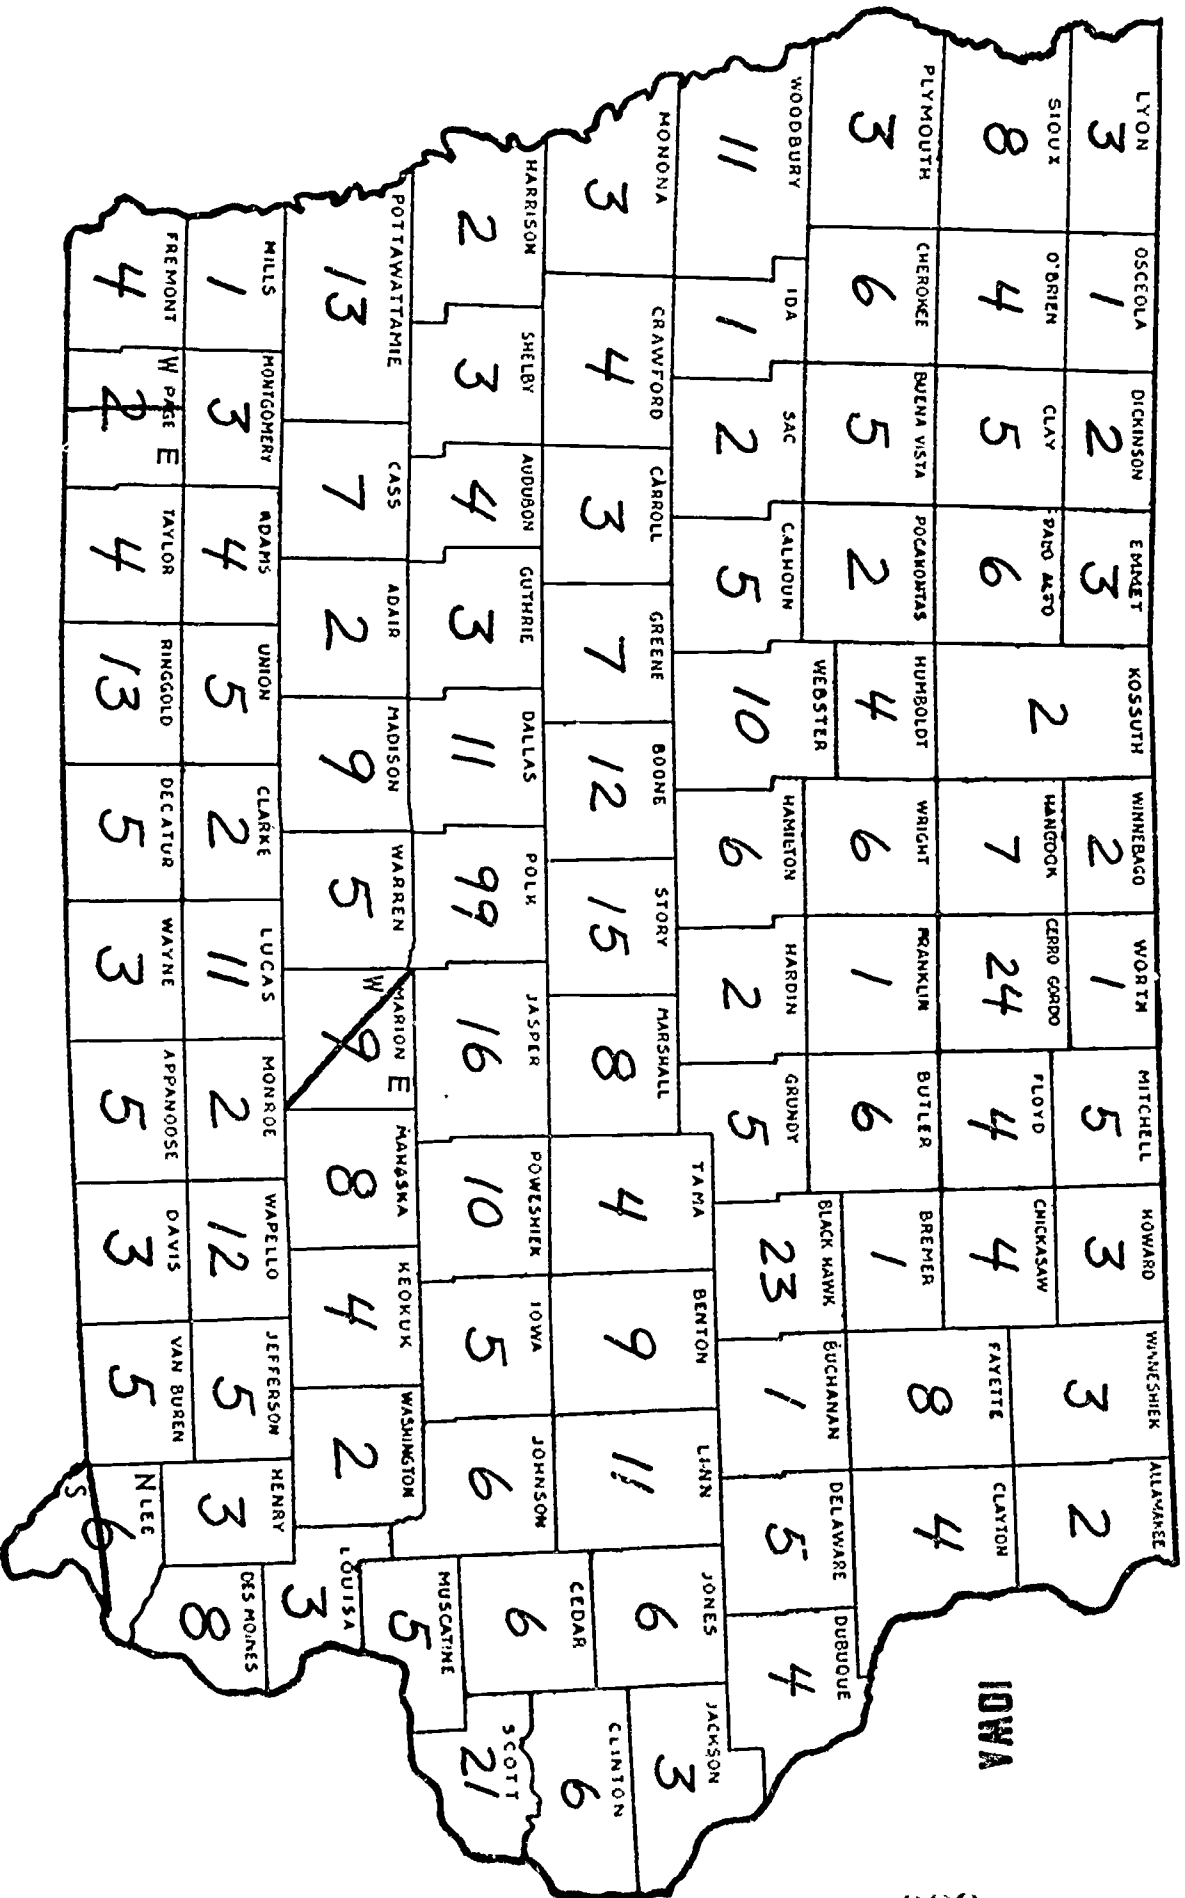 IOWA
LYON
3
OSCEOLA
1
DICKINSON
2
EMMET
3
KOSSUTH
2
WINNEBAGO
2
WORTH
1
MITCHELL
5
HOWARD
3
WINNESHIEK
3
ALLAMAKEE
2
SIOUX
8
O'BRIEN
4
CLAY
5
PALO ALTO
6
HANCOCK
7
CERRO GORDO
24
FLOYD
4
CHICKASAW
4
FAYETTE
8
CLAYTON
4
PLYMOUTH
3
CHEROKEE
6
BUENA VISTA
5
POCAHONTAS
2
HUMBOLDT
4
WRIGHT
6
FRANKLIN
1
BUTLER
6
BREMER
1
WOODBURY
11
IDA
1
SAC
2
CALHOUN
5
WEBSTER
10
HAMILTON
6
HARDIN
2
GRUNDY
5
BLACK HAWK
23
BUCHANAN
1
DELAWARE
5
DUBUQUE
4
MONONA
3
CRAWFORD
4
CARROLL
3
GREENE
7
BOONE
12
STORY
15
MARSHALL
8
TAMA
4
BENTON
9
LINN
11
JONES
6
JACKSON
3
HARRISON
2
SHELBY
3
AUDUBON
4
GUTHRIE
3
DALLAS
11
POLK
99
JASPER
16
POWESHIEK
10
IOWA
5
JOHNSON
6
CEDAR
6
CLINTON
6
SCOTT
21
POTTAWATTAMIE
13
CASS
7
ADAIR
2
MADISON
9
WARREN
5
MARION
W
19
E
MAHASKA
8
KEOKUK
4
WASHINGTON
2
MUSCATINE
5
LOUISA
3
MILLS
1
MONTGOMERY
3
ADAMS
4
UNION
5
CLARKE
2
LUCAS
11
MONROE
2
WAPELLO
12
JEFFERSON
5
HENRY
3
DES MOINES
8
FREMONT
4
W PAGE E
2
TAYLOR
4
RINGGOLD
13
DECATUR
5
WAYNE
3
APPANOOSE
5
DAVIS
3
VAN BUREN
5
N LEE
6
S